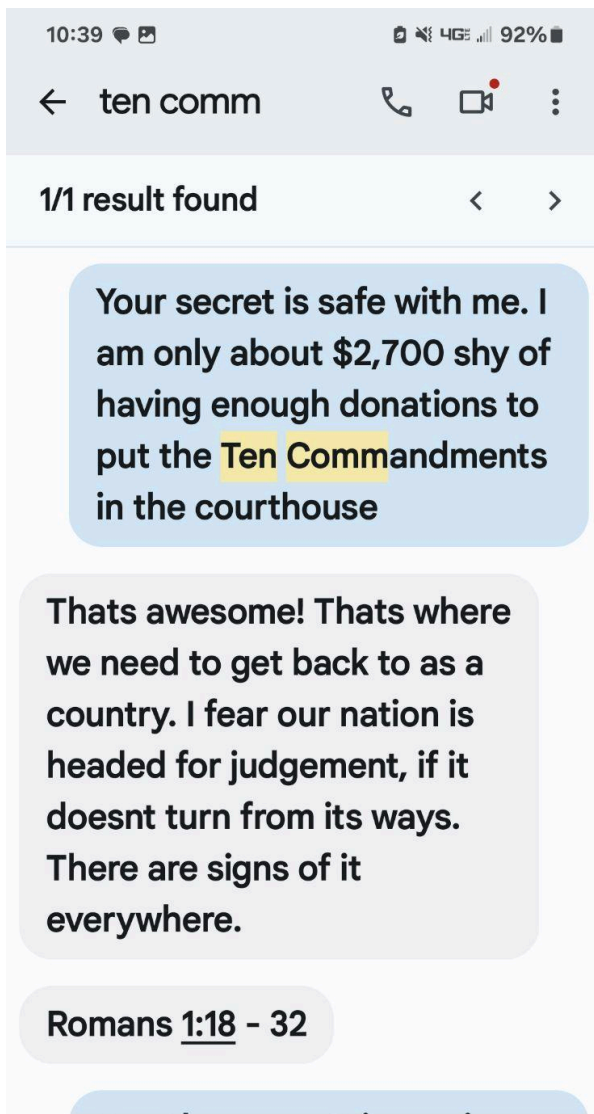 10:39
4G 92%
ten comm
1/1 result found
Your secret is safe with me. I
am only about $2,700 shy of
having enough donations to
put the Ten Commandments
in the courthouse
Thats awesome! Thats where
we need to get back to as a
country. I fear our nation is
headed for judgement, if it
doesnt turn from its ways.
There are signs of it
everywhere.
Romans 1:18 - 32